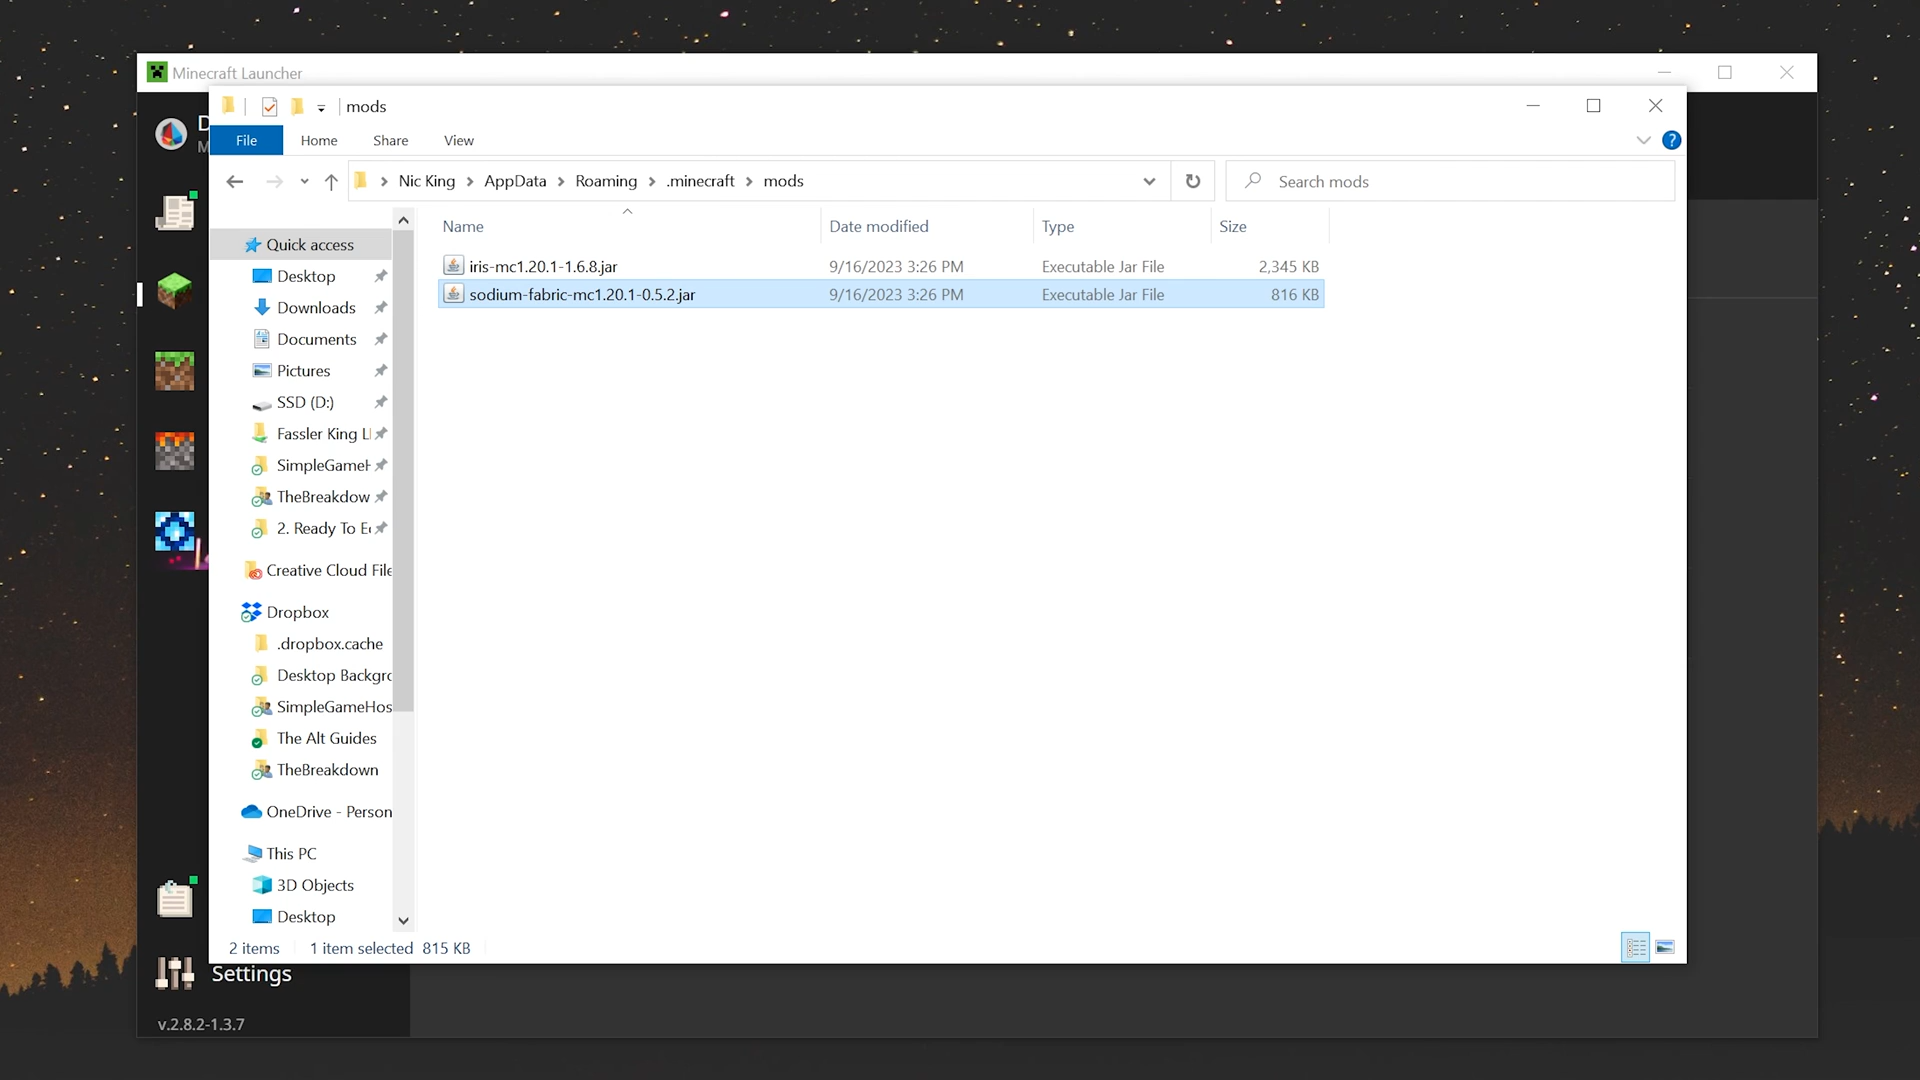 Minecraft Launcher
D
M
mods
File Home Share View
Nic King AppData Roaming .minecraft mods
Search mods
Name Date modified Type Size
iris-mc1.20.1-1.6.8.jar 9/16/2023 3:26 PM Executable Jar File 2,345 KB
sodium-fabric-mc1.20.1-0.5.2.jar 9/16/2023 3:26 PM Executable Jar File 816 KB
Quick access
Desktop
Downloads
Documents
Pictures
SSD (D:)
Fassler King L
SimpleGameH
TheBreakdow
2. Ready To E
Creative Cloud File
Dropbox
.dropbox.cache
Desktop Backgro
SimpleGameHos
The Alt Guides
TheBreakdown
OneDrive - Person
This PC
3D Objects
Desktop
2 items 1 item selected 815 KB
Settings
v.2.8.2-1.3.7